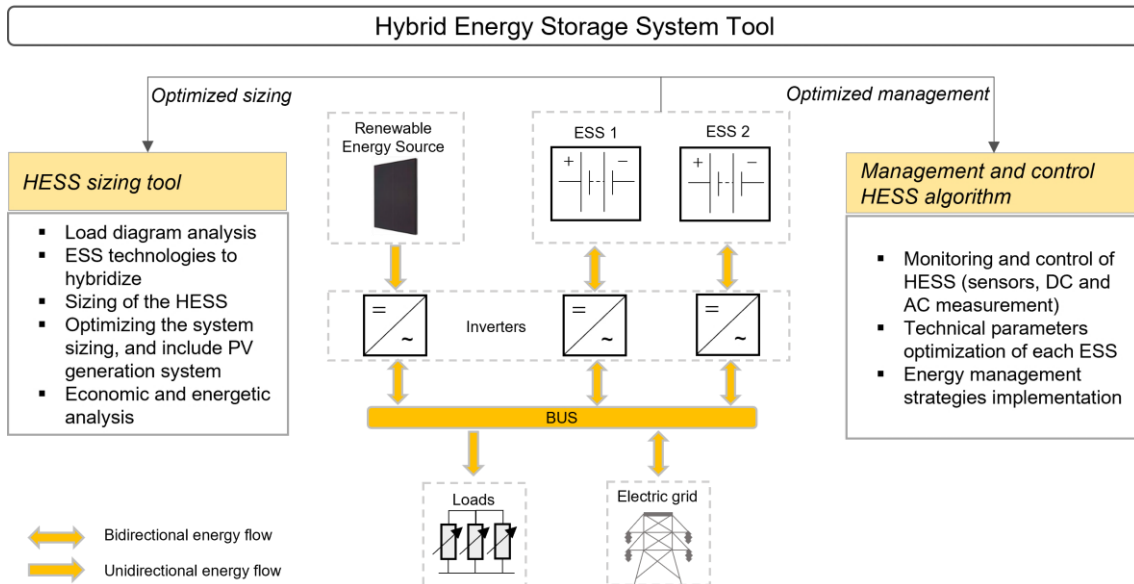 Hybrid Energy Storage System Tool
Optimized sizing
Optimized management
HESS sizing tool
▪ Load diagram analysis
▪ ESS technologies to
hybridize
▪ Sizing of the HESS
▪ Optimizing the system
sizing, and include PV
generation system
▪ Economic and energetic
analysis
Renewable
Energy Source
ESS 1
ESS 2
+ −
+ −
Management and control
HESS algorithm
▪ Monitoring and control of
HESS (sensors, DC and
AC measurement)
▪ Technical parameters
optimization of each ESS
▪ Energy management
strategies implementation
= ~
Inverters
= ~
= ~
BUS
Loads
Electric grid
Bidirectional energy flow
Unidirectional energy flow